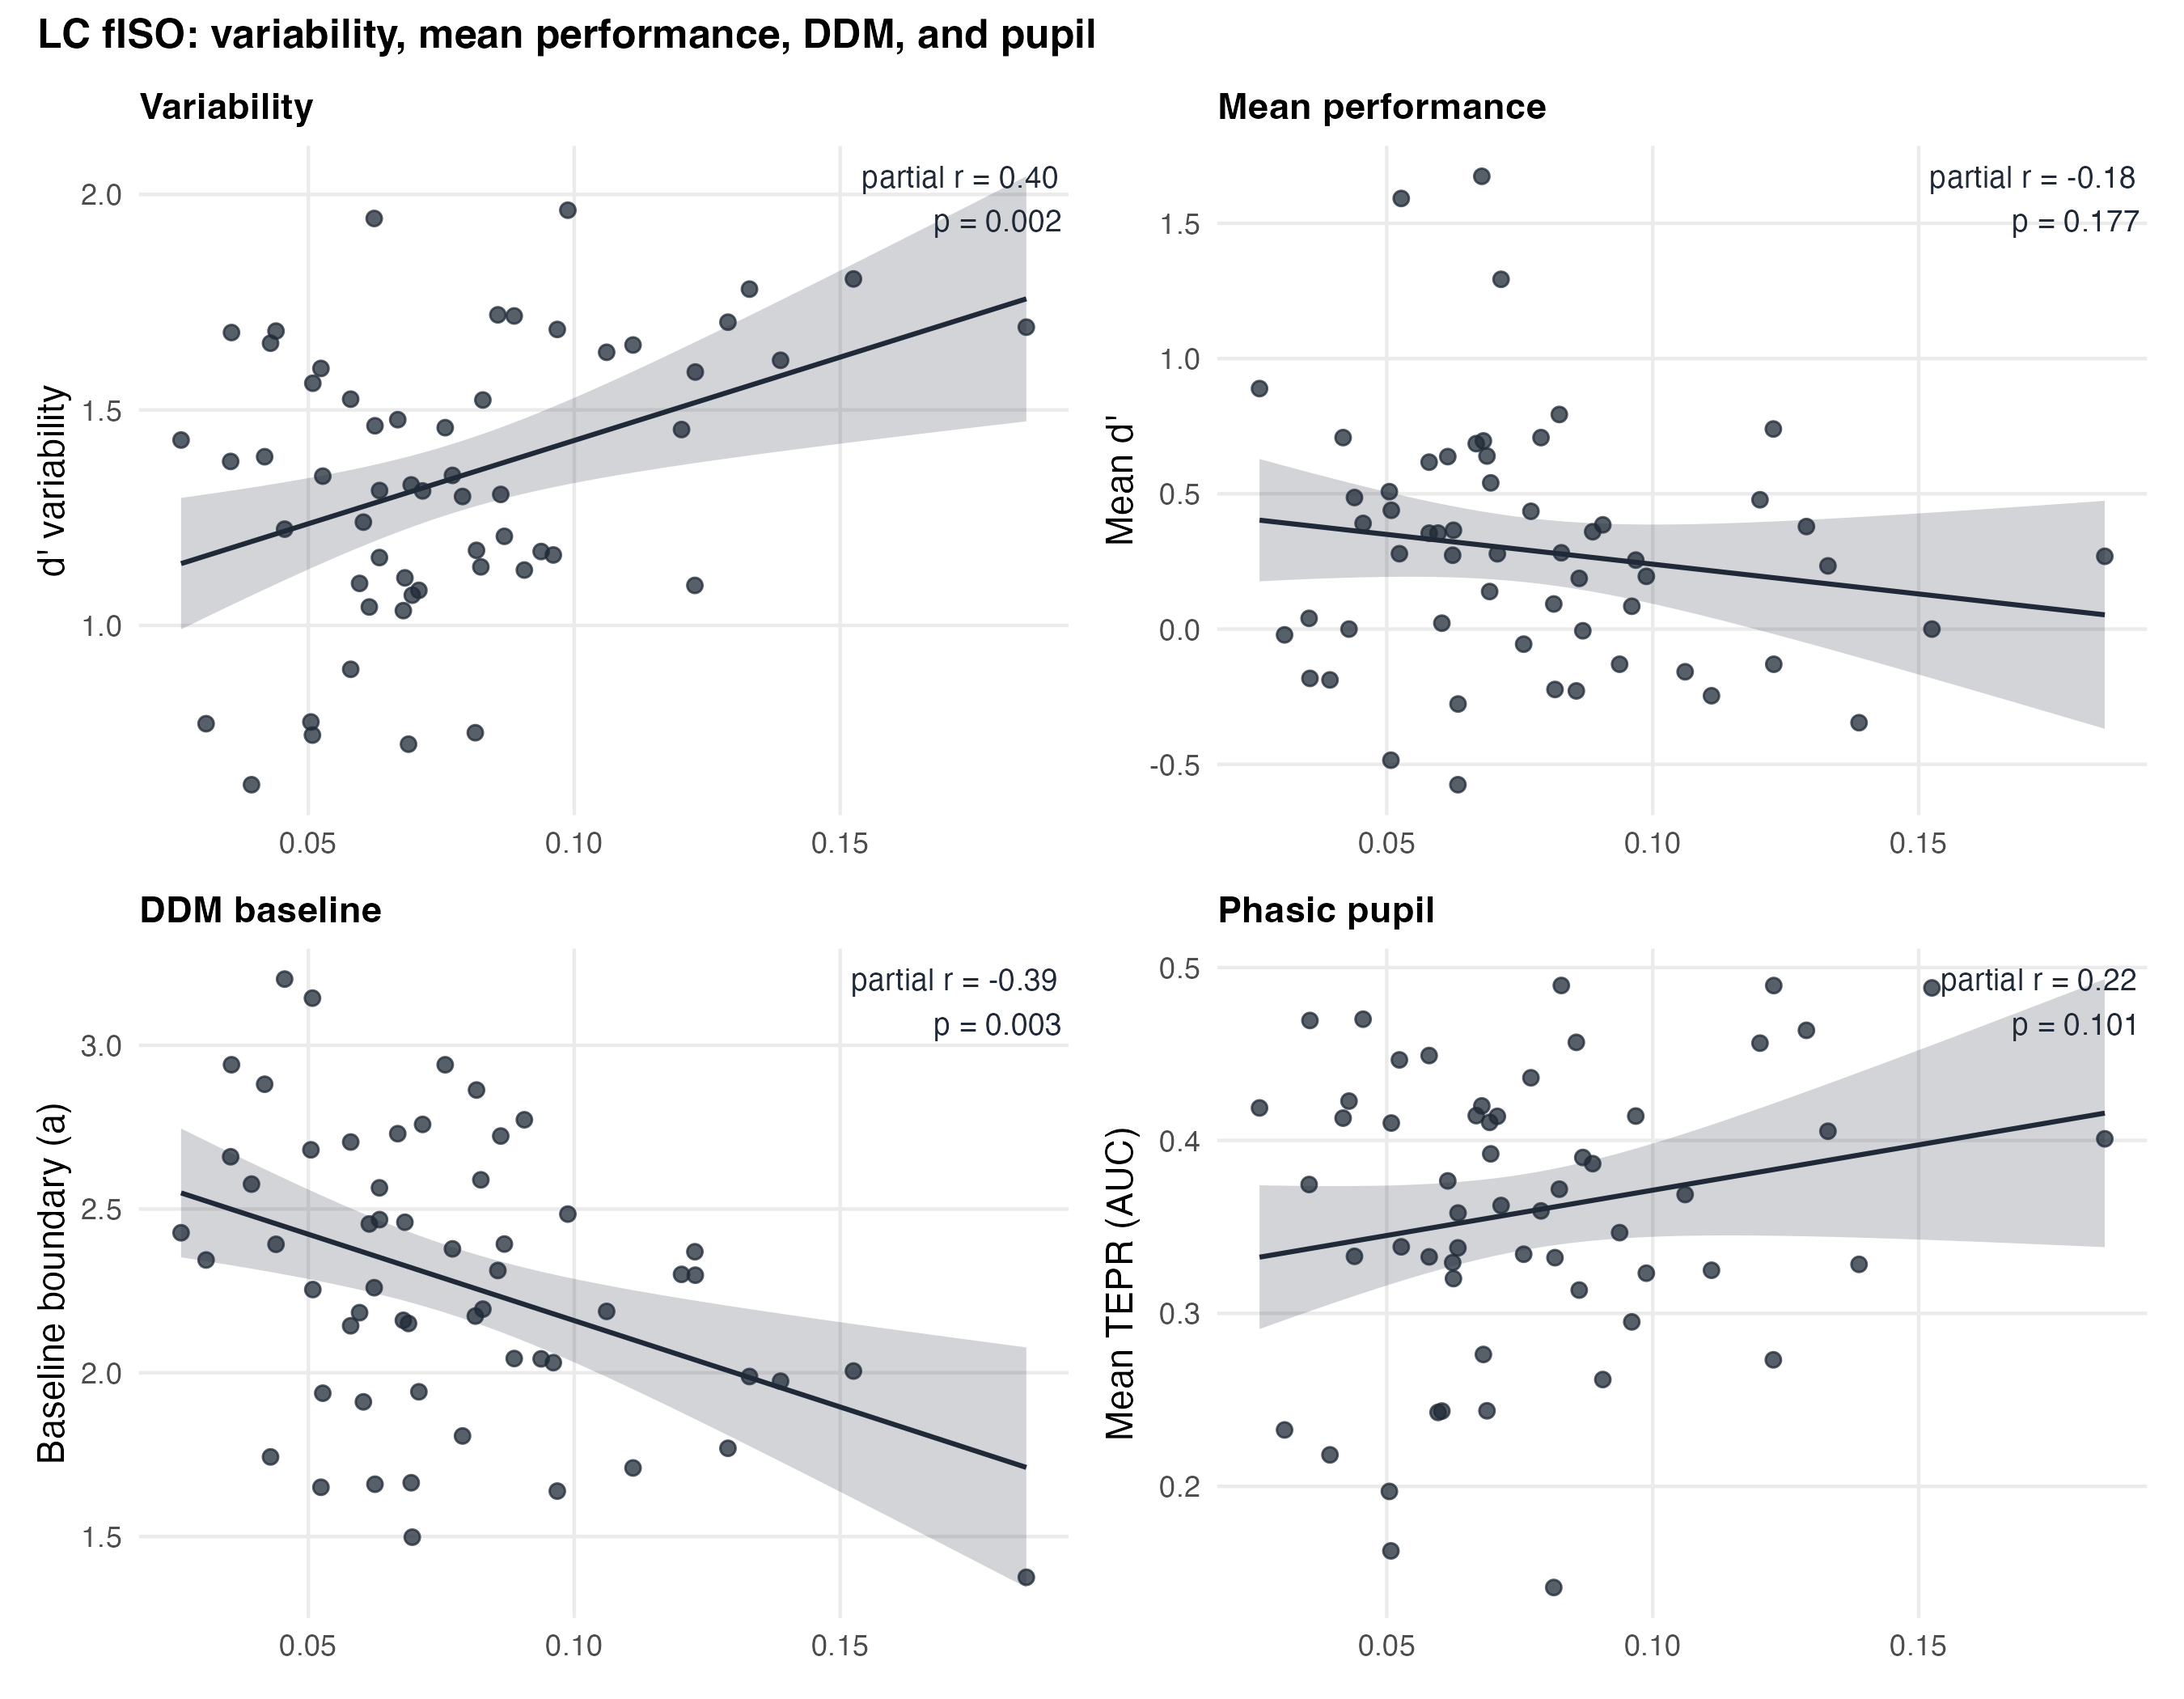 LC fISO: variability, mean performance, DDM, and pupil
Variability
partial r = 0.40
p = 0.002
2.0
1.5
1.0
d' variability
0.05 0.10 0.15
Mean performance
partial r = -0.18
p = 0.177
1.5
1.0
0.5
0.0
-0.5
Mean d'
0.05 0.10 0.15
DDM baseline
partial r = -0.39
p = 0.003
3.0
2.5
2.0
1.5
Baseline boundary (a)
0.05 0.10 0.15
Phasic pupil
partial r = 0.22
p = 0.101
0.5
0.4
0.3
0.2
Mean TEPR (AUC)
0.05 0.10 0.15